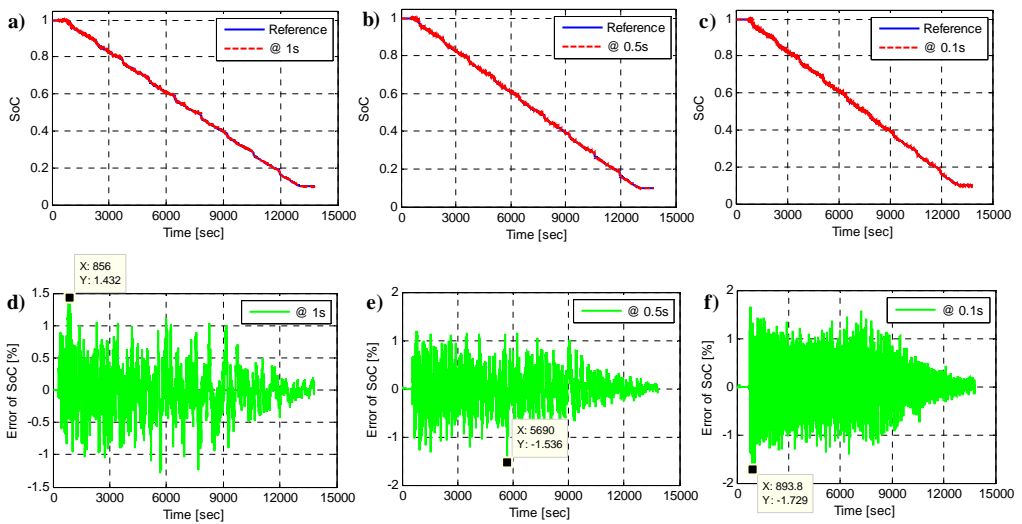 a)
1
0.8
0.6
0.4
0.2
0
SoC
Reference
@ 1s
0 3000 6000 9000 12000 15000
Time [sec]
b)
1
0.8
0.6
0.4
0.2
0
SoC
Reference
@ 0.5s
0 3000 6000 9000 12000 15000
Time [sec]
c)
1
0.8
0.6
0.4
0.2
0
SoC
Reference
@ 0.1s
0 3000 6000 9000 12000 15000
Time [sec]
d)
X: 856
Y: 1.432
1.5
1
0.5
0
-0.5
-1
-1.5
Error of SoC [%]
@ 1s
0 3000 6000 9000 12000 15000
Time [sec]
e)
2
1
0
-1
-2
Error of SoC [%]
@ 0.5s
X: 5690
Y: -1.536
0 3000 6000 9000 12000 15000
Time [sec]
f)
2
1
0
-1
-2
Error of SoC [%]
@ 0.1s
X: 893.8
Y: -1.729
0 3000 6000 9000 12000 15000
Time [sec]